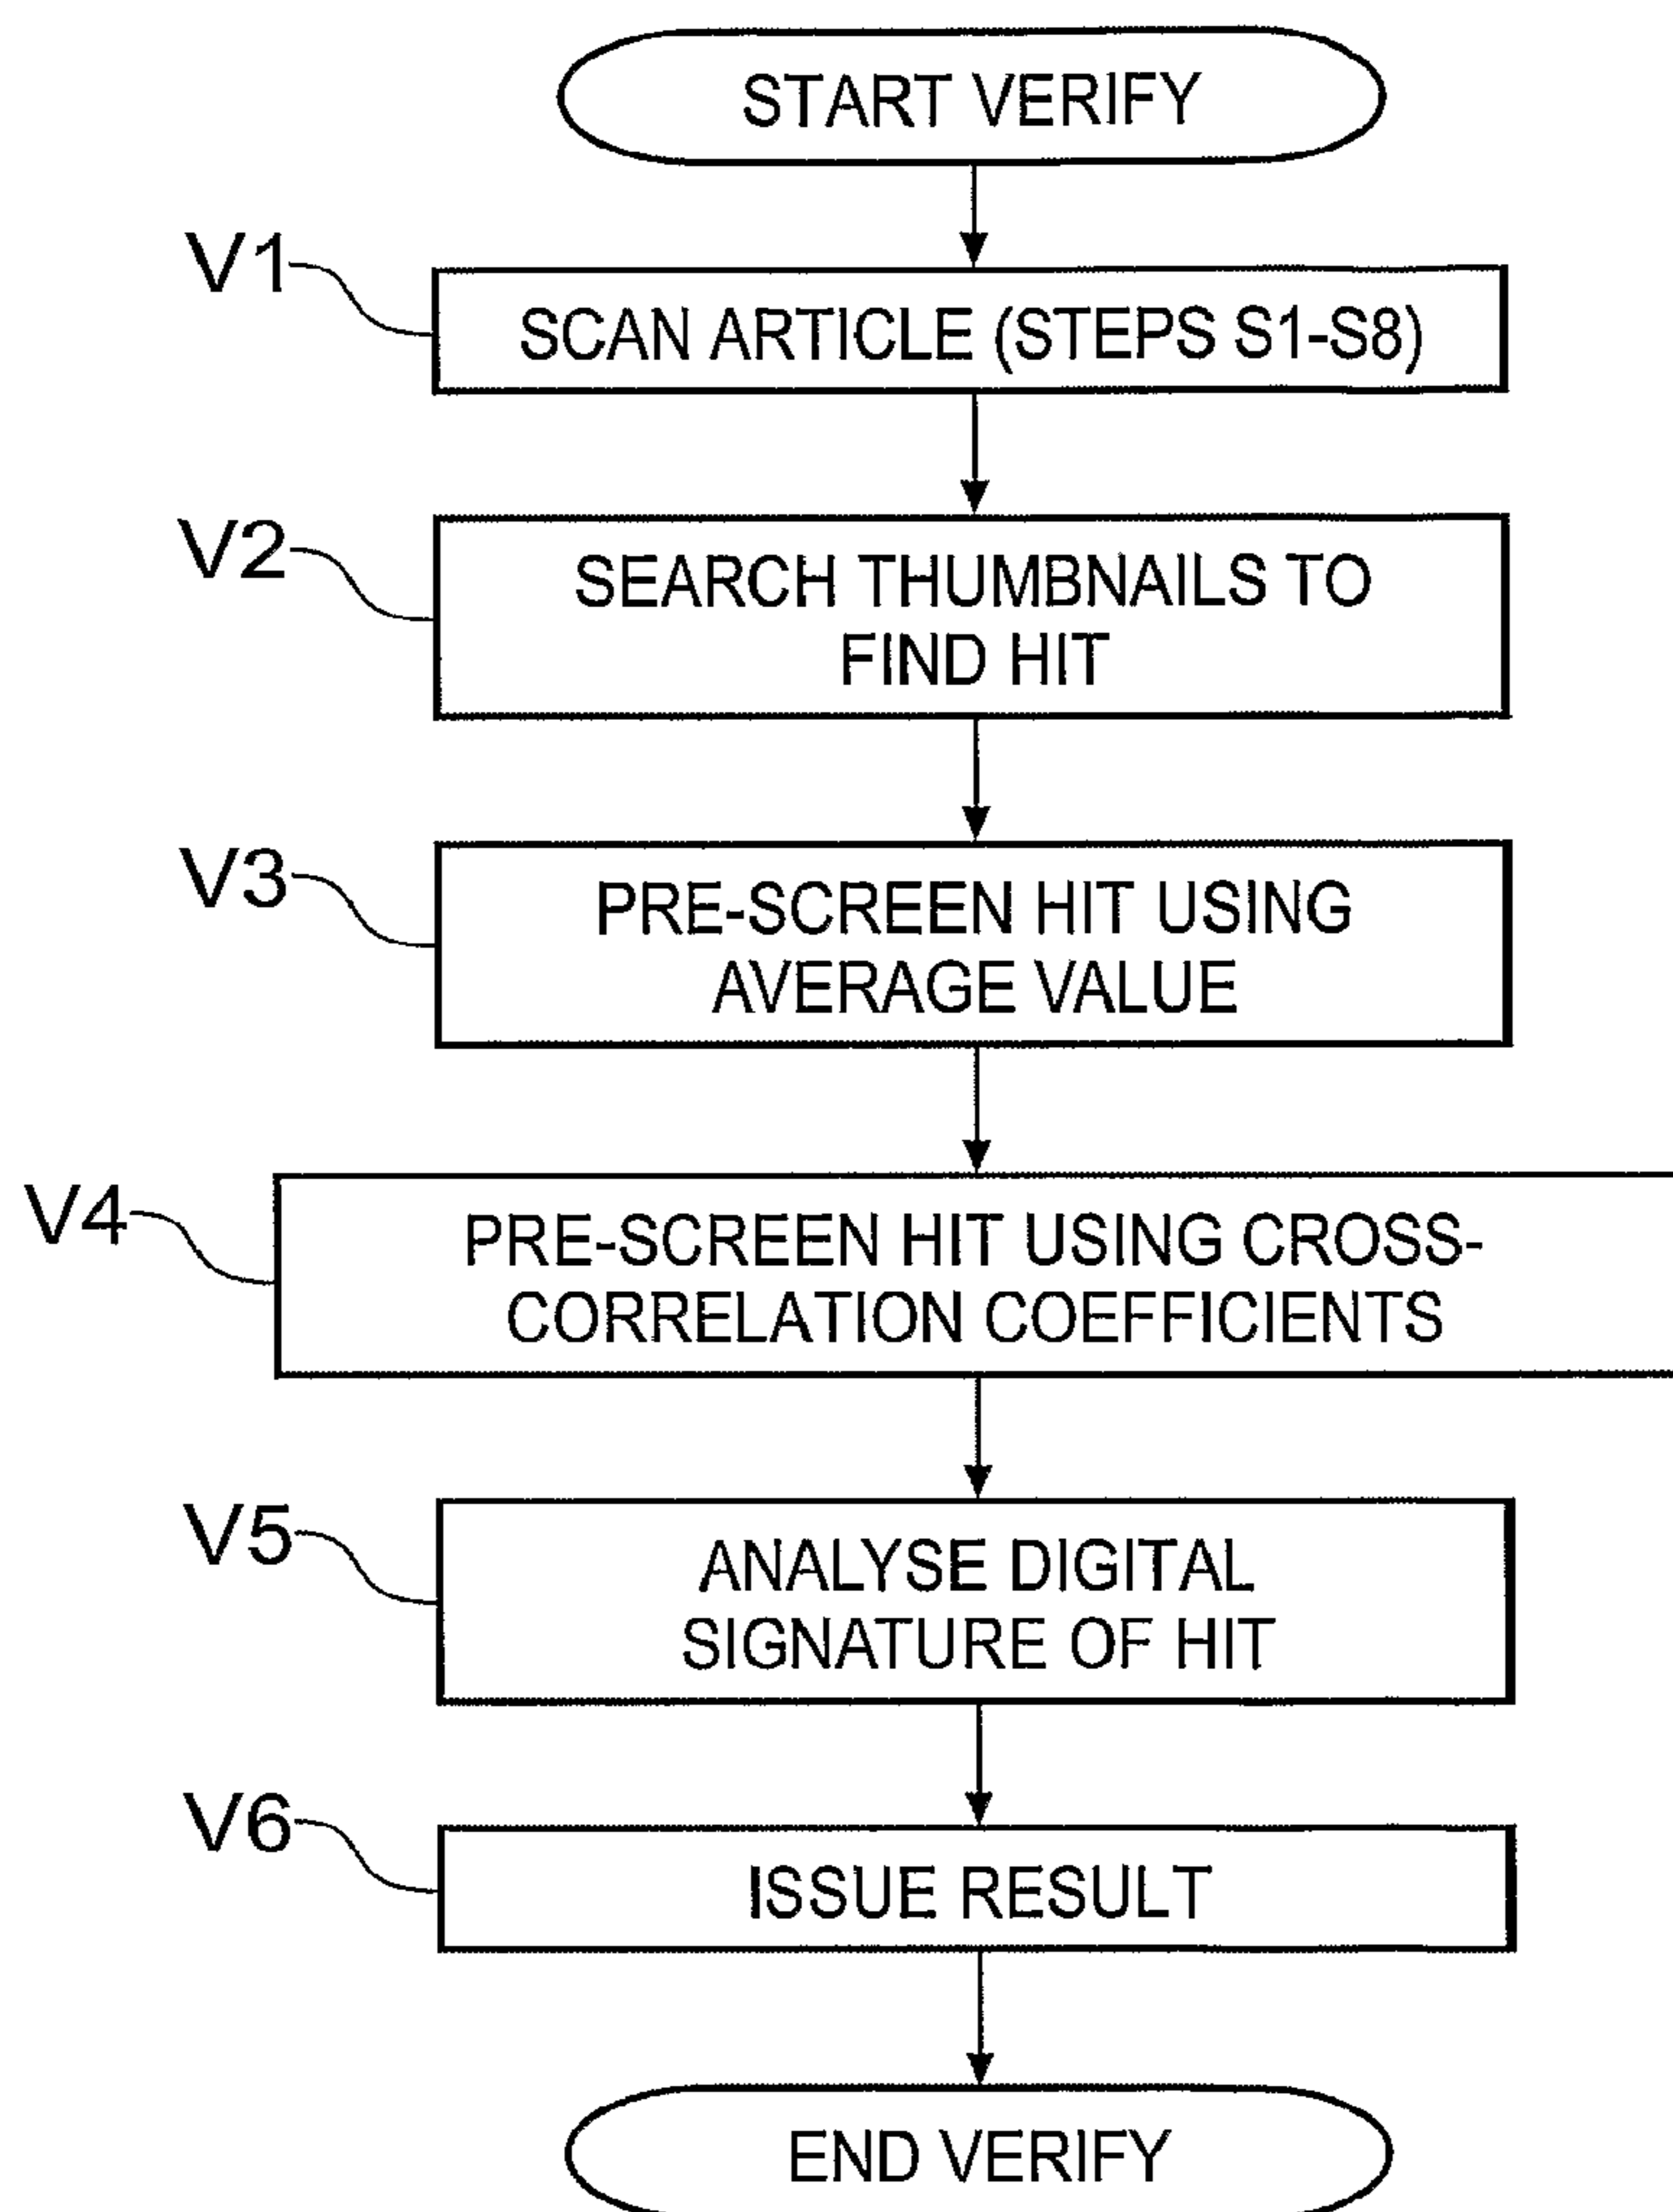 START VERIFY
V1
SCAN ARTICLE (STEPS S1-S8)
V2
SEARCH THUMBNAILS TO
FIND HIT
V3
PRE-SCREEN HIT USING
AVERAGE VALUE
V4
PRE-SCREEN HIT USING CROSS-
CORRELATION COEFFICIENTS
V5
ANALYSE DIGITAL
SIGNATURE OF HIT
V6
ISSUE RESULT
END VERIFY